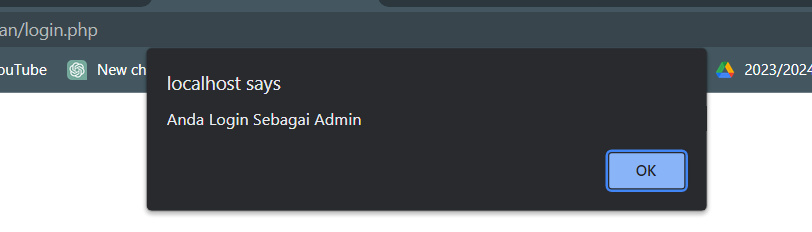 an/login.php
ouTube New ch 2023/2024
localhost says
Anda Login Sebagai Admin
OK